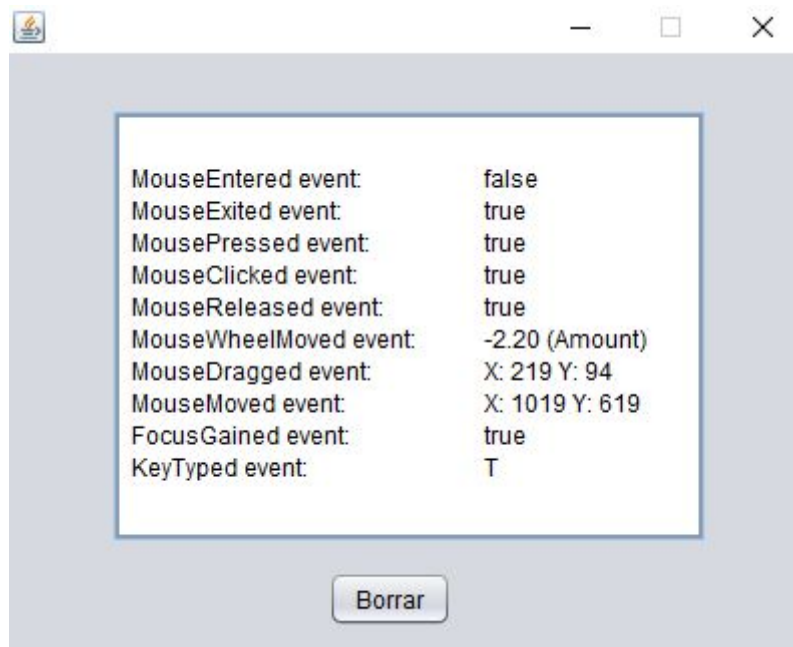 MouseEntered event: false
MouseExited event: true
MousePressed event: true
MouseClicked event: true
MouseReleased event: true
MouseWheelMoved event: -2.20 (Amount)
MouseDragged event: X: 219 Y: 94
MouseMoved event: X: 1019 Y: 619
FocusGained event: true
KeyTyped event: T
Borrar